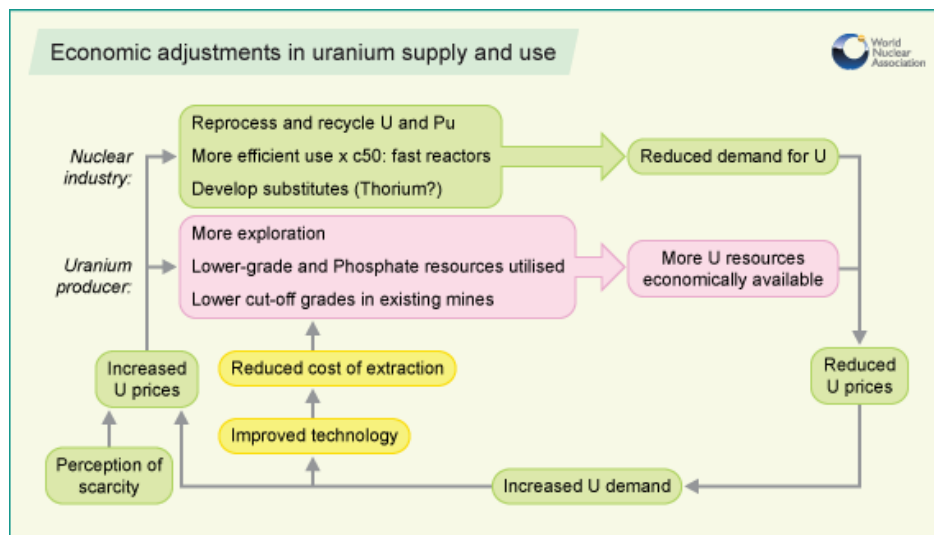 Economic adjustments in uranium supply and use
World
Nuclear
Association
Nuclear
industry:
Reprocess and recycle U and Pu
More efficient use x c50: fast reactors
Develop substitutes (Thorium?)
Reduced demand for U
Uranium
producer:
More exploration
Lower-grade and Phosphate resources utilised
Lower cut-off grades in existing mines
More U resources
economically available
Increased
U prices
Reduced cost of extraction
Reduced
U prices
Improved technology
Perception of
scarcity
Increased U demand